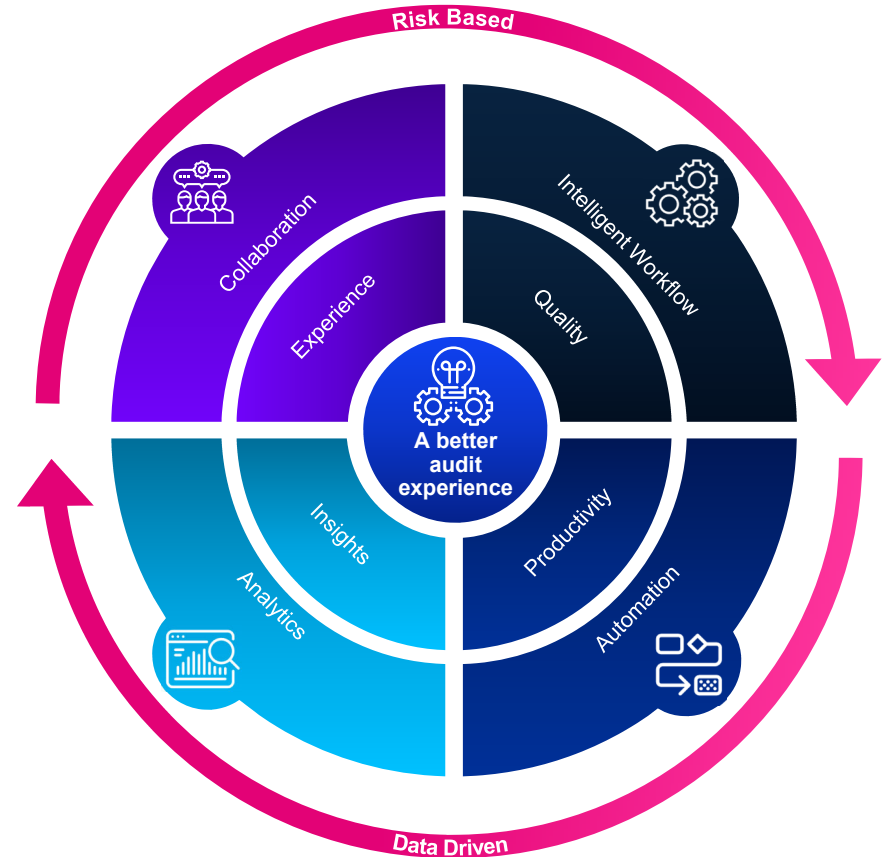 Risk Based
Collaboration
Intelligent Workflow
Experience
Quality
A better
audit
experience
Insights
Productivity
Analytics
Automation
Data Driven